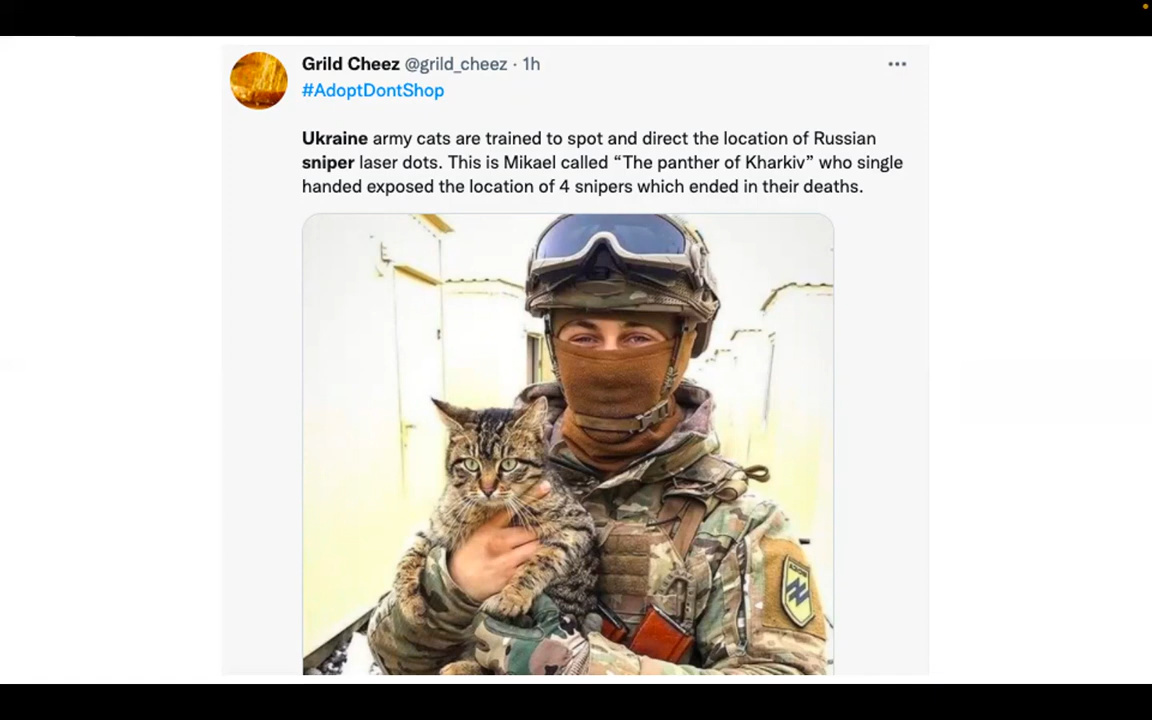 Grild Cheez @grild_cheez · 1h
#AdoptDontShop
Ukraine army cats are trained to spot and direct the location of Russian
sniper laser dots. This is Mikael called “The panther of Kharkiv” who single
handed exposed the location of 4 snipers which ended in their deaths.